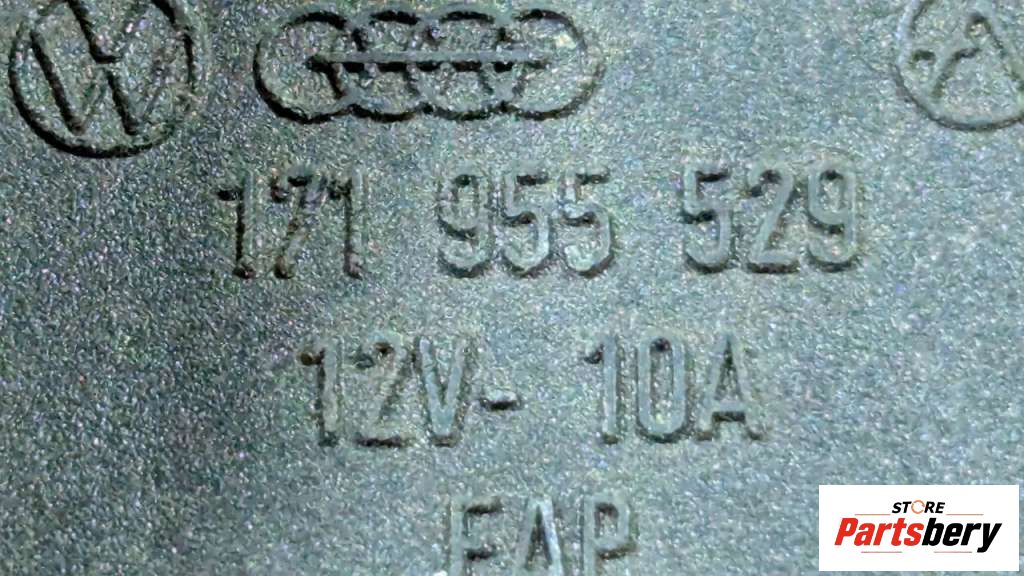 171 955 529
12V- 10A
FAP
STORE
Partsbery